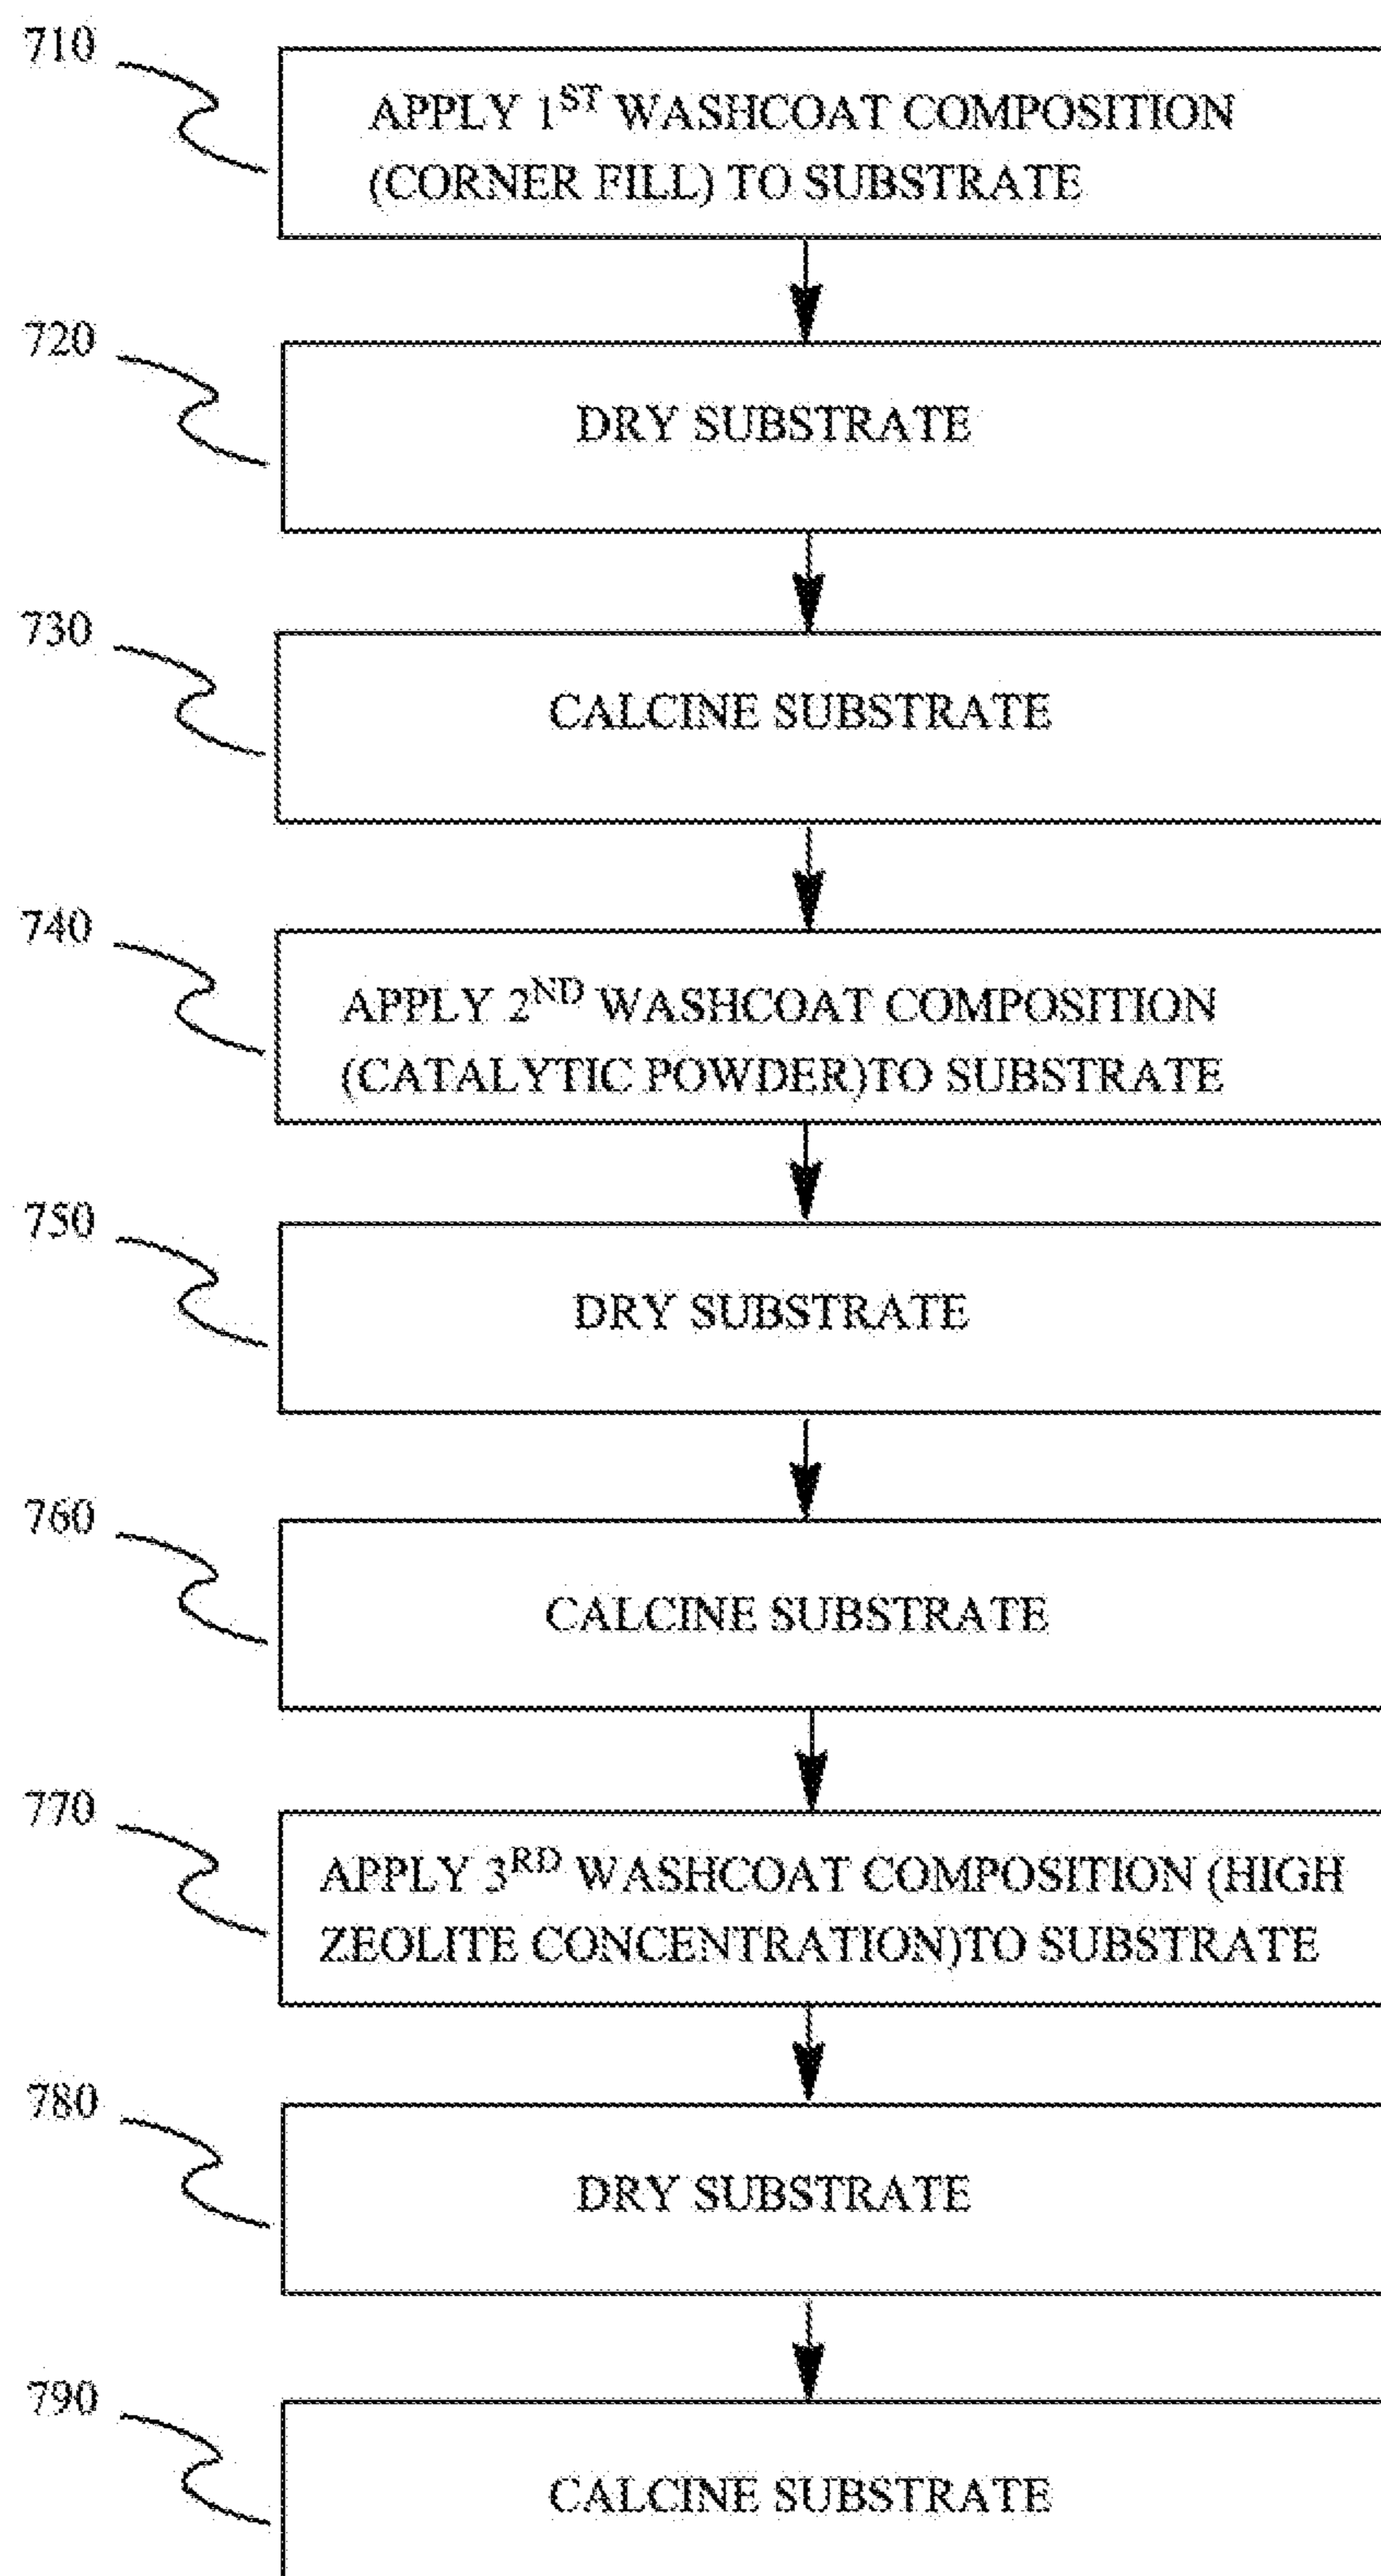 710
APPLY 1ST WASHCOAT COMPOSITION
(CORNER FILL) TO SUBSTRATE
720
DRY SUBSTRATE
730
CALCINE SUBSTRATE
740
APPLY 2ND WASHCOAT COMPOSITION
(CATALYTIC POWDER)TO SUBSTRATE
750
DRY SUBSTRATE
760
CALCINE SUBSTRATE
770
APPLY 3RD WASHCOAT COMPOSITION (HIGH
ZEOLITE CONCENTRATION)TO SUBSTRATE
780
DRY SUBSTRATE
790
CALCINE SUBSTRATE